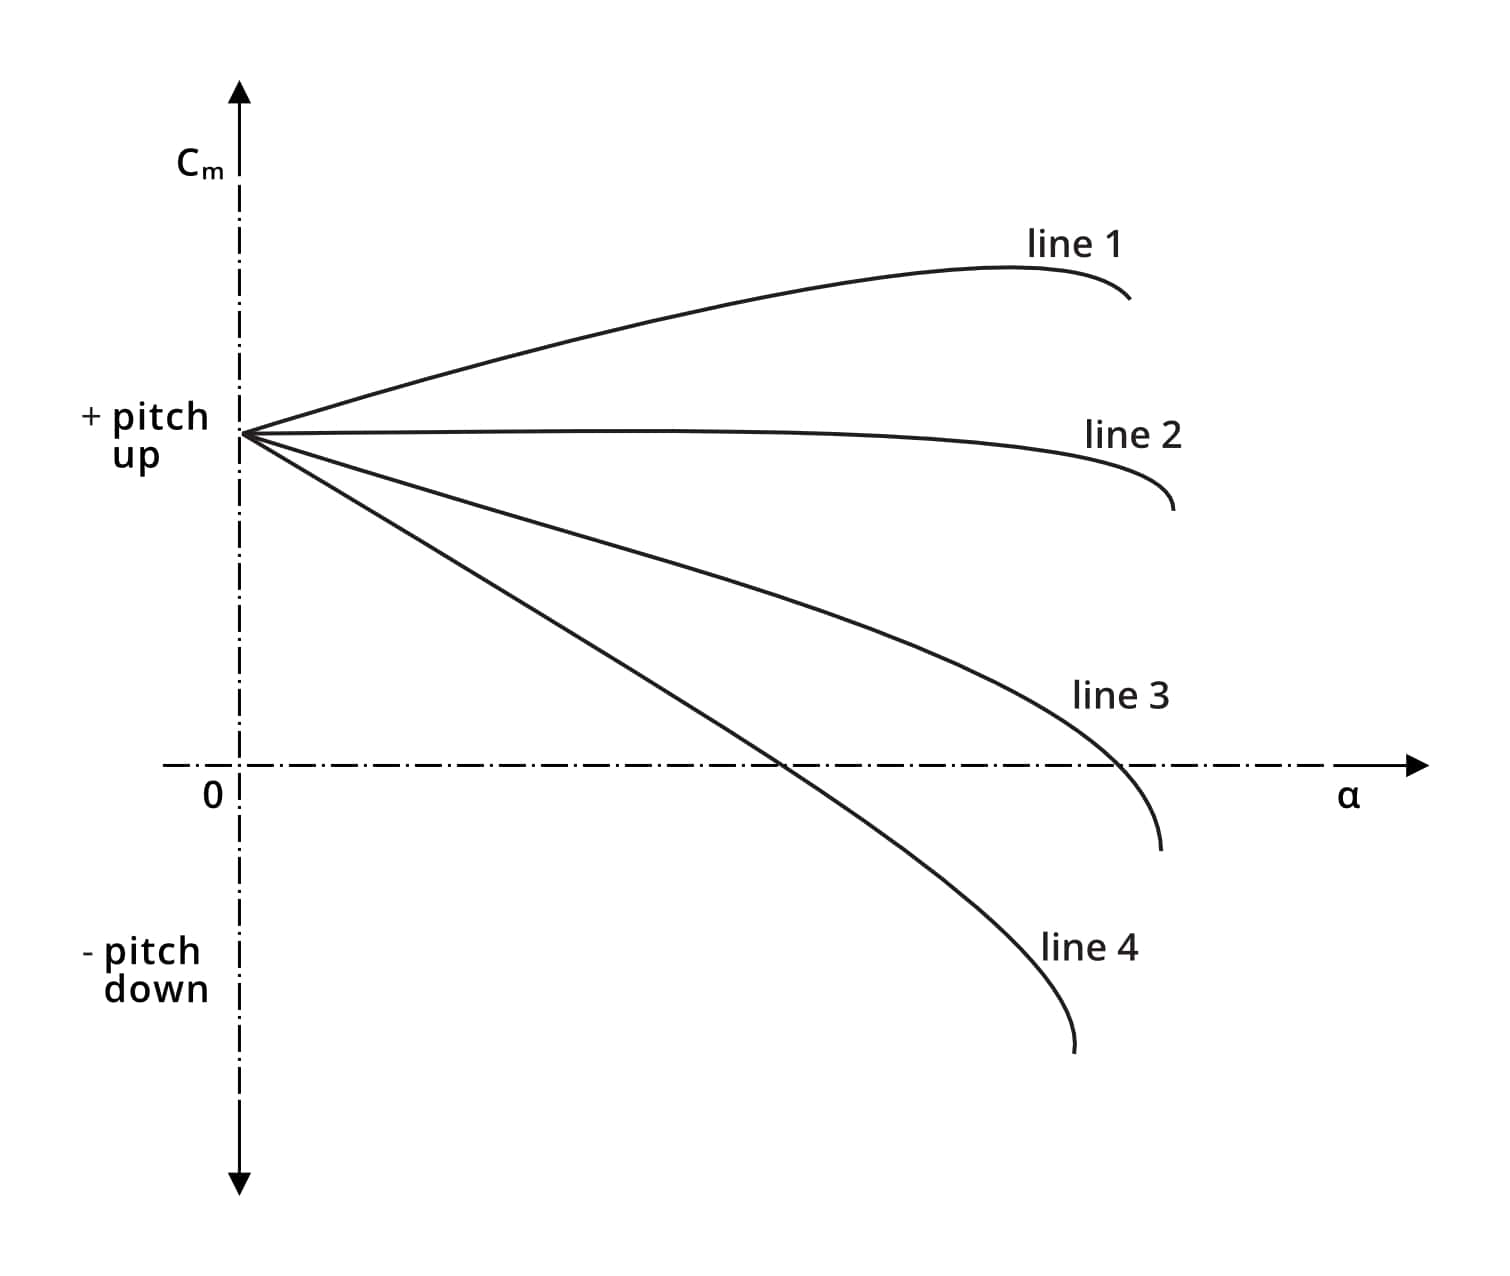 Cₘ
line 1
+ pitch
up
line 2
line 3
0
α
- pitch
down
line 4